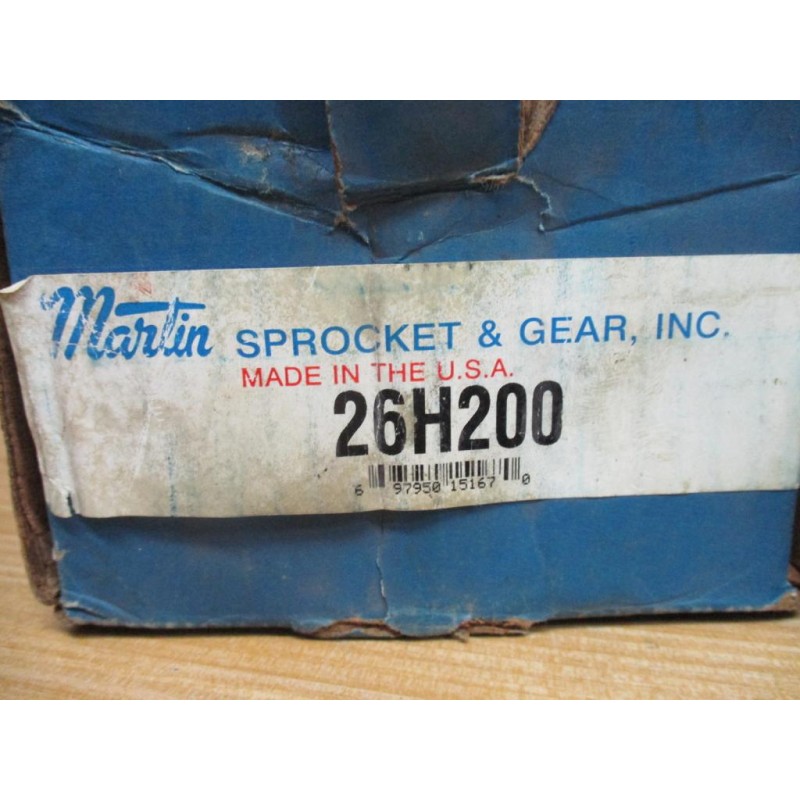 Martin SPROCKET & GEAR, INC.
MADE IN THE U.S.A.
26H200
6 97950 15167 0